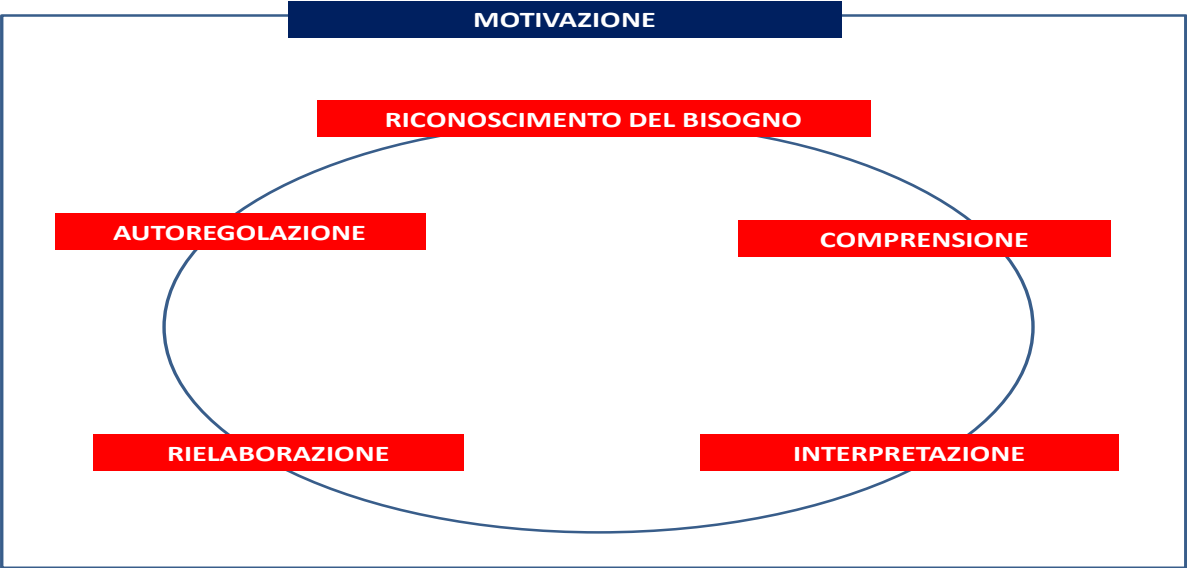 MOTIVAZIONE
RICONOSCIMENTO DEL BISOGNO
AUTOREGOLAZIONE
COMPRENSIONE
RIELABORAZIONE
INTERPRETAZIONE